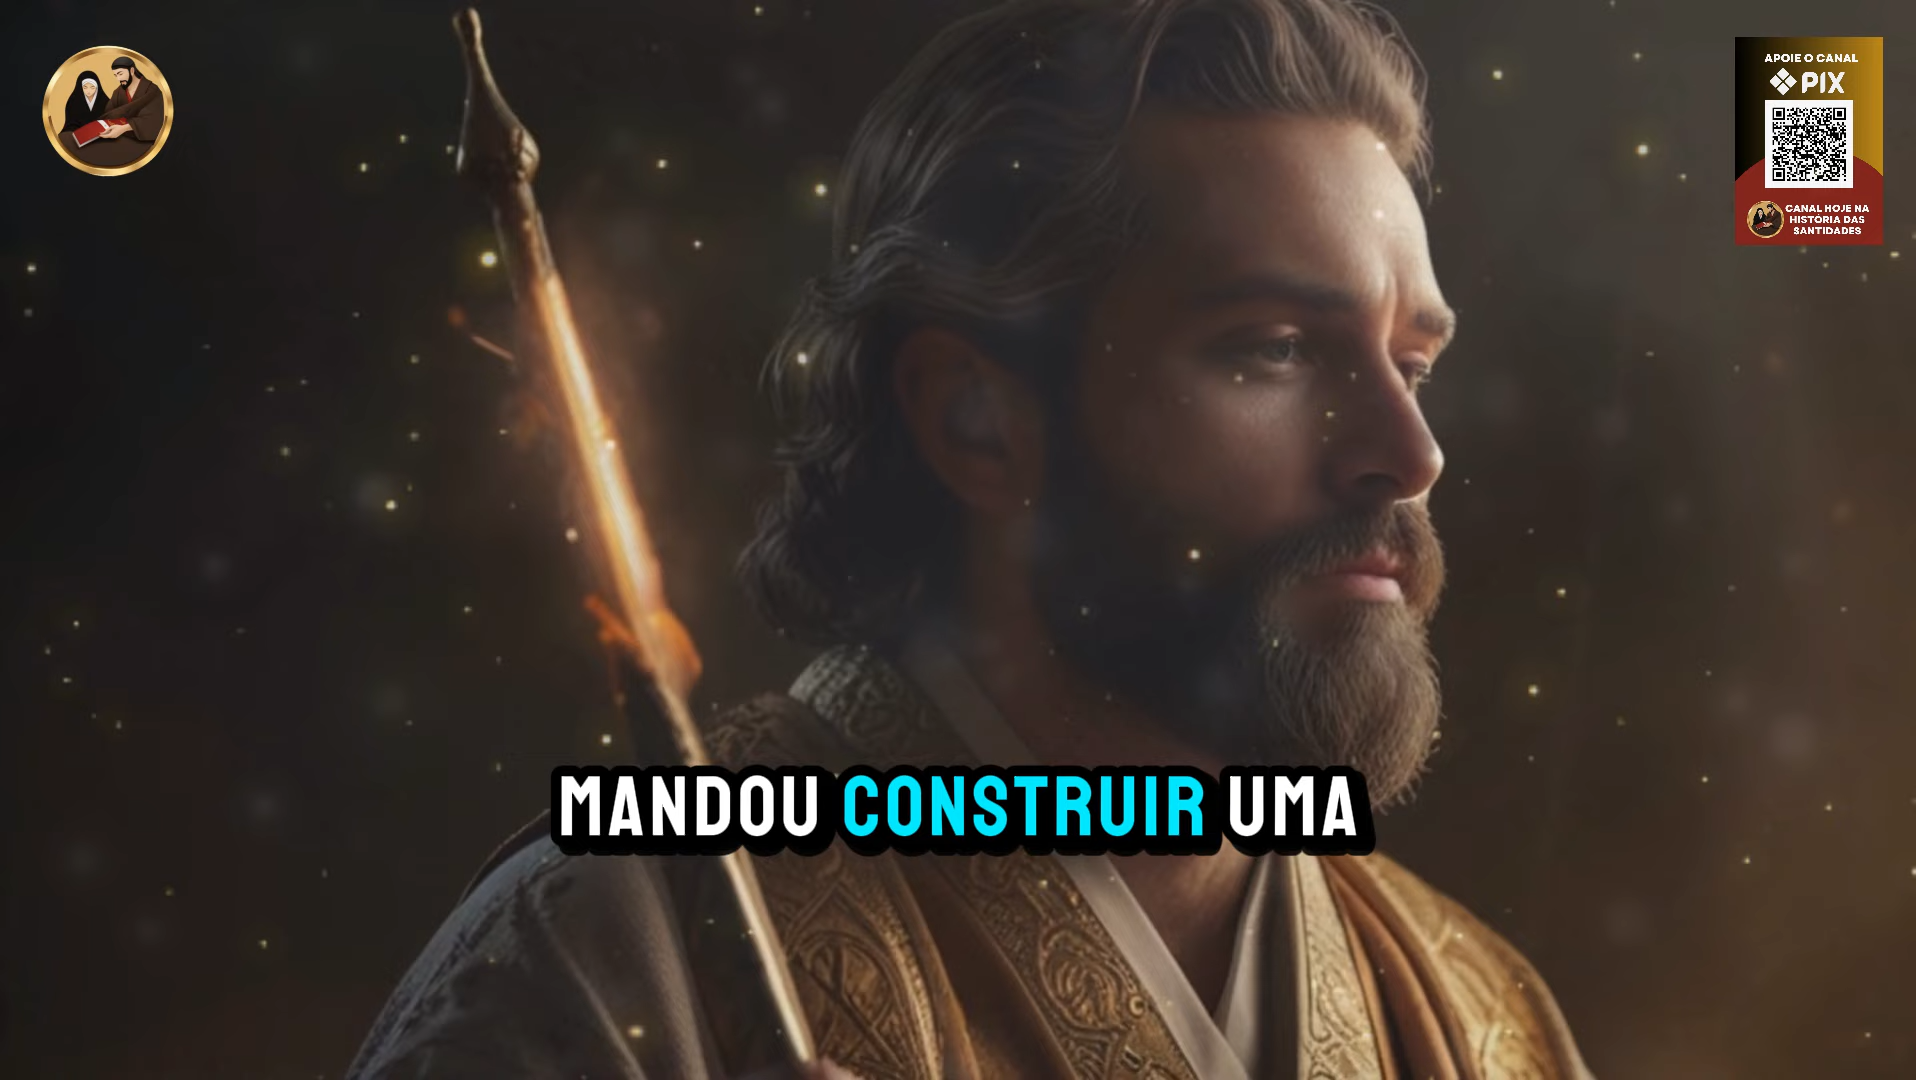 APOIE O CANAL
PIX
CANAL HOJE NA
HISTÓRIA DAS
SANTIDADES
MANDOU CONSTRUIR UMA